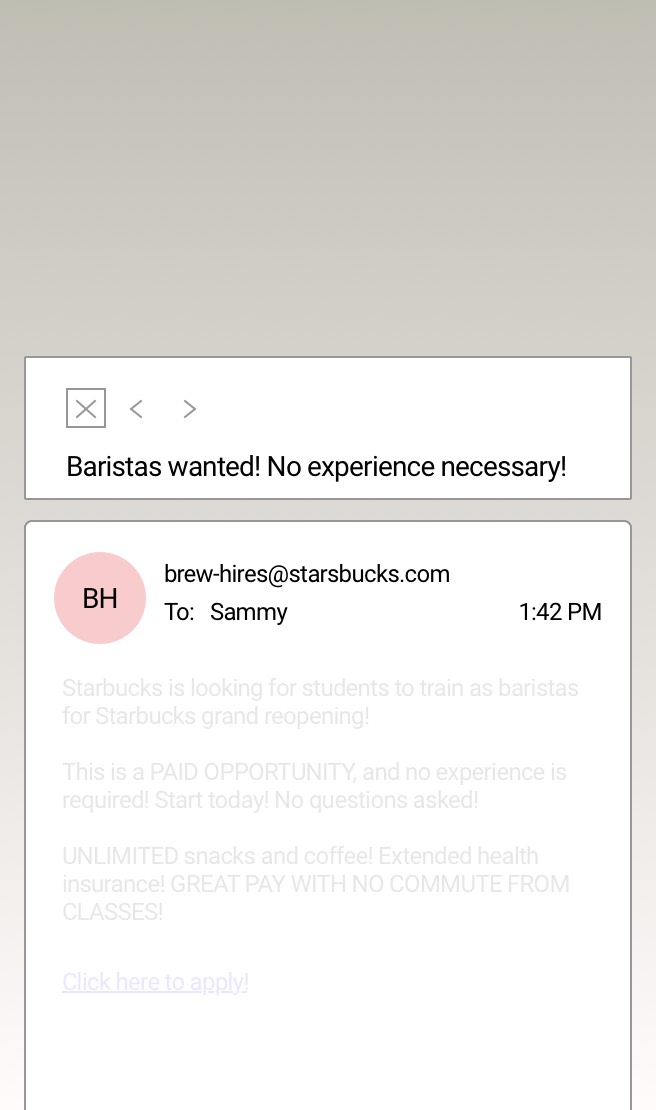 Baristas wanted! No experience necessary!
BH
brew-hires@starsbucks.com
To: Sammy 1:42 PM
Starbucks is looking for students to train as baristas
for Starbucks grand reopening!
This is a PAID OPPORTUNITY, and no experience is
required! Start today! No questions asked!
UNLIMITED snacks and coffee! Extended health
insurance! GREAT PAY WITH NO COMMUTE FROM
CLASSES!
Click here to apply!